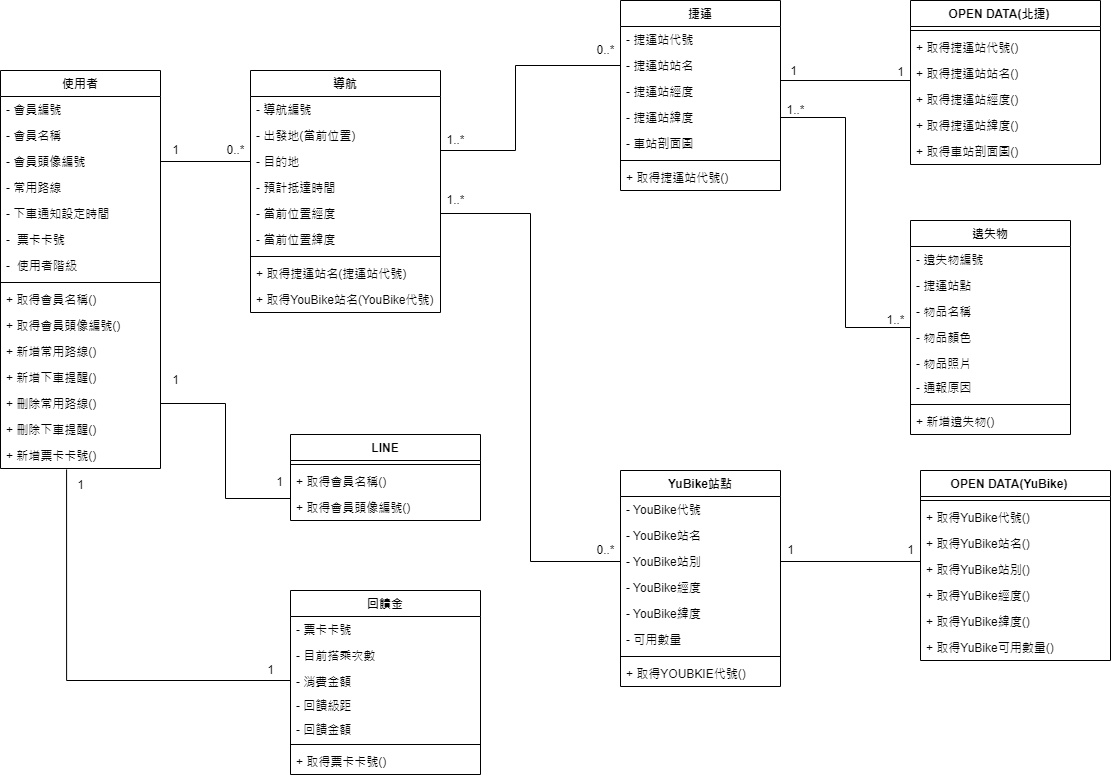 使用者
- 會員編號
- 會員名稱
- 會員頭像編號
- 常用路線
- 下車通知設定時間
-  票卡卡號
-  使用者階級
+ 取得會員名稱()
+ 取得會員頭像編號()
+ 新增常用路線()
+ 新增下車提醒()
+ 刪除常用路線()
+ 刪除下車提醒()
+ 新增票卡卡號()
1
0..*
導航
- 導航編號
- 出發地(當前位置)
- 目的地
- 預計抵達時間
- 當前位置經度
- 當前位置緯度
+ 取得捷運站名(捷運站代號)
+ 取得YouBike站名(YouBike代號)
1..*
0..*
捷運
- 捷運站代號
- 捷運站站名
- 捷運站經度
- 捷運站緯度
- 車站剖面圖
+ 取得捷運站代號()
1
1
OPEN DATA(北捷)
+ 取得捷運站代號()
+ 取得捷運站站名()
+ 取得捷運站經度()
+ 取得捷運站緯度()
+ 取得車站剖面圖()
1..*
1..*
遺失物
- 遺失物編號
- 捷運站點
- 物品名稱
- 物品顏色
- 物品照片
- 通報原因
+ 新增遺失物()
1..*
0..*
YuBike站點
- YouBike代號
- YouBike站名
- YouBike站別
- YouBike經度
- YouBike緯度
- 可用數量
+ 取得YOUBKIE代號()
1
1
OPEN DATA(YuBike)
+ 取得YuBike代號()
+ 取得YuBike站名()
+ 取得YuBike站別()
+ 取得YuBike經度()
+ 取得YuBike緯度()
+ 取得YuBike可用數量()
1
1
LINE
+ 取得會員名稱()
+ 取得會員頭像編號()
1
1
回饋金
- 票卡卡號
- 目前搭乘次數
- 消費金額
- 回饋級距
- 回饋金額
+ 取得票卡卡號()